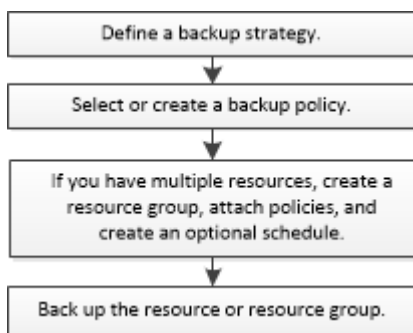 Define a backup strategy.
Select or create a backup policy.
If you have multiple resources, create a
resource group, attach policies, and
create an optional schedule.
Back up the resource or resource group.